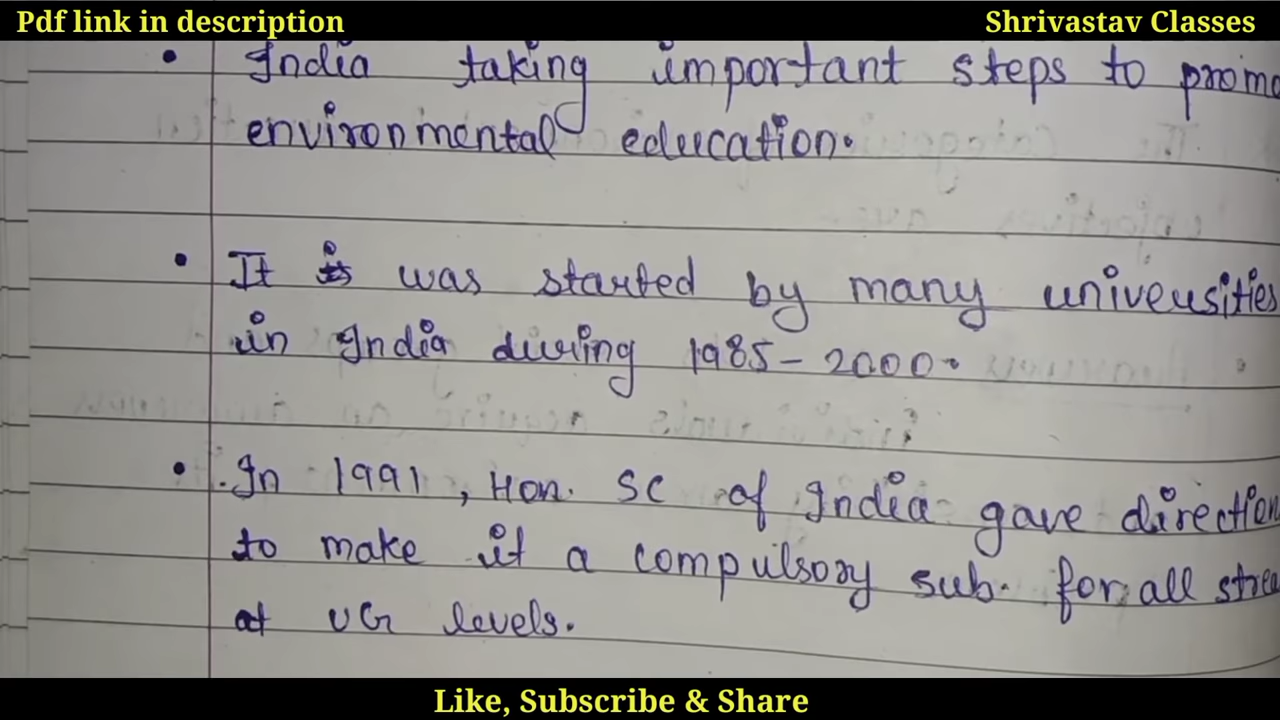 Pdf link in description
Shrivastav Classes
• India taking important steps to promo
environmental education.
• It is was started by many universities
in India during 1985-2000.
• In 1991, Hon. SC of India gave direction
to make it a compulsory sub. for all strea
at UG levels.
Like, Subscribe & Share